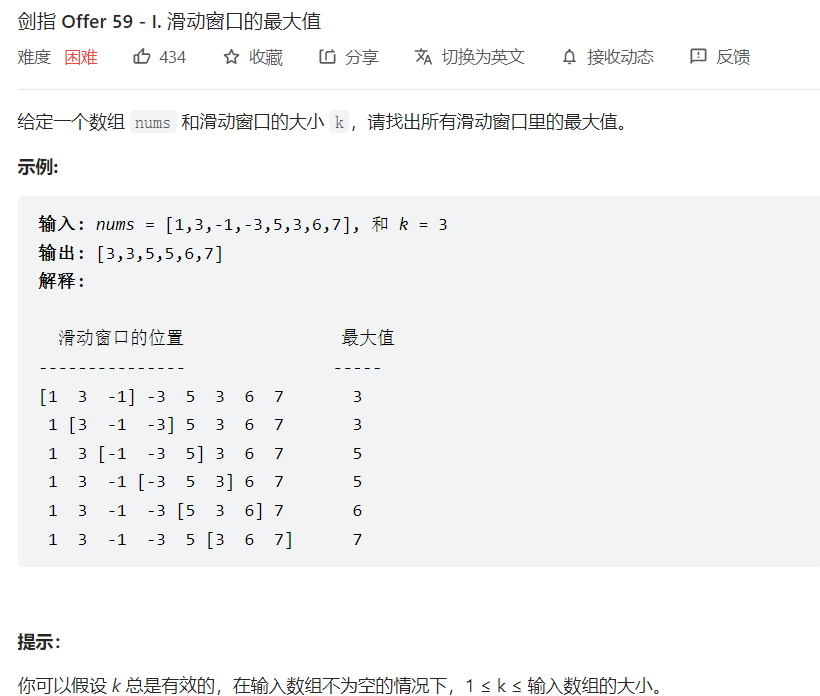 剑指 Offer 59 - I. 滑动窗口的最大值
难度 困难 434 收藏 分享 切换为英文 接收动态 反馈
给定一个数组 nums 和滑动窗口的大小 k，请找出所有滑动窗口里的最大值。
示例:
输入: nums = [1,3,-1,-3,5,3,6,7], 和 k = 3
输出: [3,3,5,5,6,7]
解释:
滑动窗口的位置 最大值
--------------- -----
[1 3 -1] -3 5 3 6 7 3
1 [3 -1 -3] 5 3 6 7 3
1 3 [-1 -3 5] 3 6 7 5
1 3 -1 [-3 5 3] 6 7 5
1 3 -1 -3 [5 3 6] 7 6
1 3 -1 -3 5 [3 6 7] 7
提示：
你可以假设 k 总是有效的，在输入数组不为空的情况下，1 ≤ k ≤ 输入数组的大小。